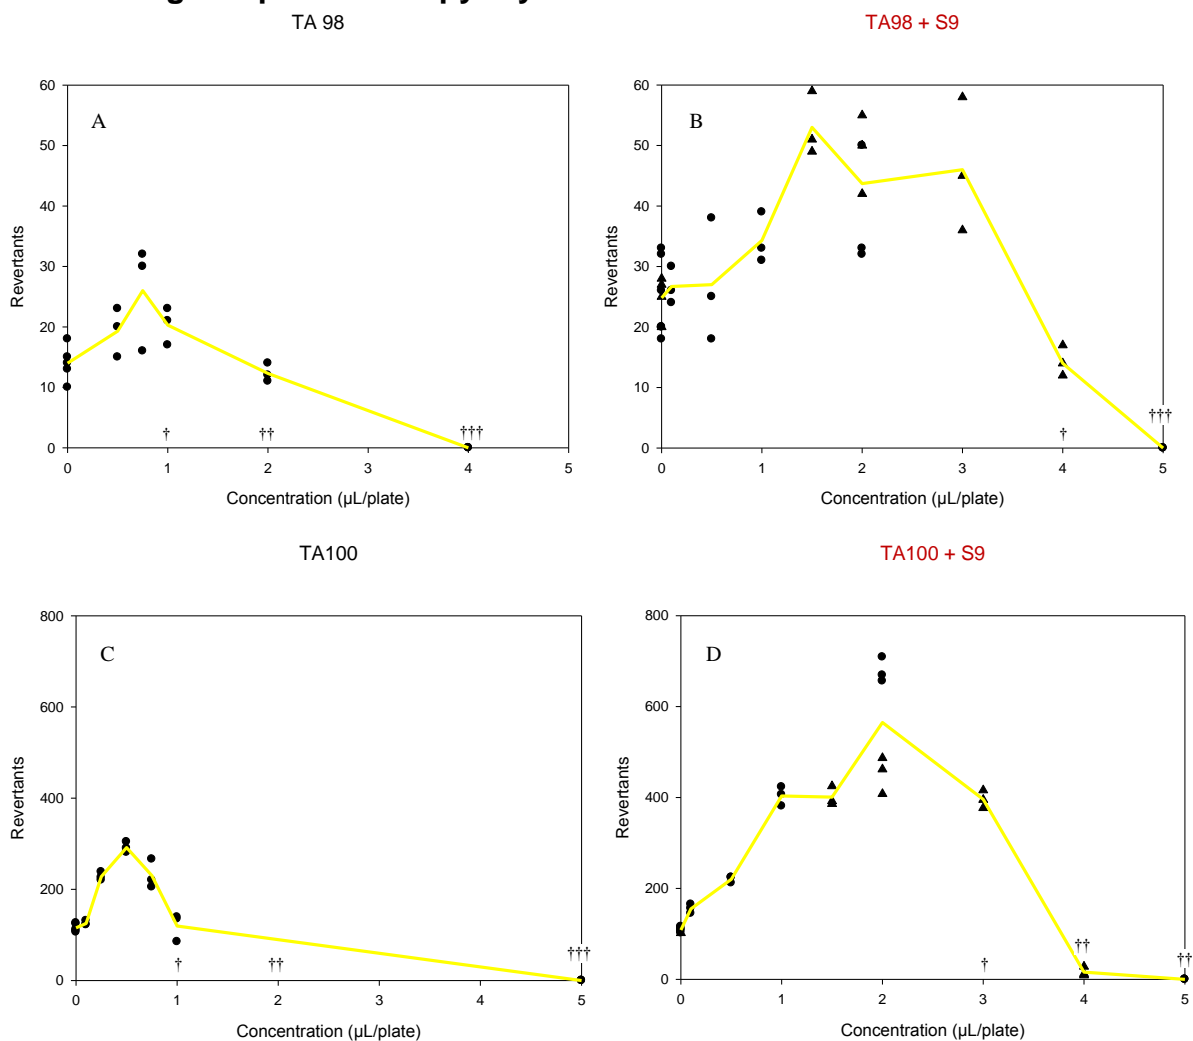 TA 98
TA98 + S9
60
50
40
30
20
10
0
Revertants
A
†
††
†††
0 1 2 3 4 5
Concentration (µL/plate)
60
50
40
30
20
10
0
Revertants
B
†
†††
0 1 2 3 4 5
Concentration (µL/plate)
TA100
TA100 + S9
800
600
400
200
0
Revertants
C
†
††
†††
0 1 2 3 4 5
Concentration (µL/plate)
800
600
400
200
0
Revertants
D
†
††
††
0 1 2 3 4 5
Concentration (µL/plate)